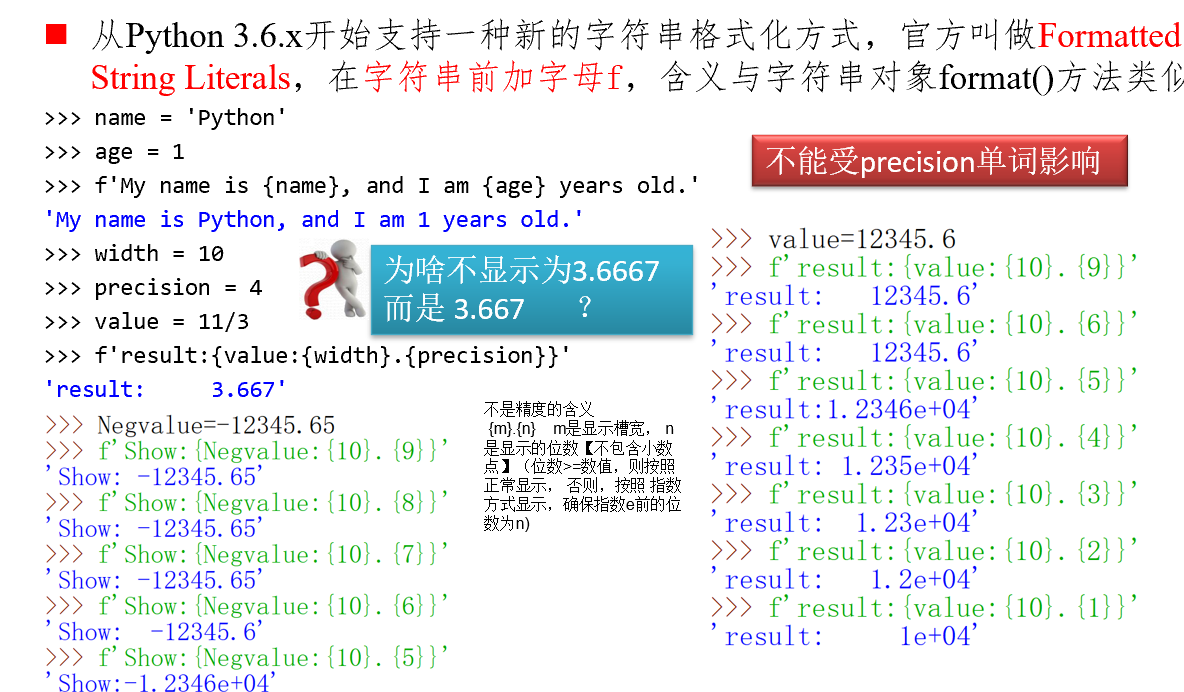 从Python 3.6.x开始支持一种新的字符串格式化方式，官方叫做Formatted
String Literals，在字符串前加字母f，含义与字符串对象format()方法类似
>>> name = 'Python'
>>> age = 1
>>> f'My name is {name}, and I am {age} years old.'
'My name is Python, and I am 1 years old.'
>>> width = 10
>>> precision = 4
>>> value = 11/3
>>> f'result:{value:{width}.{precision}}'
'result:     3.667'
为啥不显示为3.6667
而是 3.667 ？
不能受precision单词影响
>>> Negvalue=-12345.65
>>> f'Show:{Negvalue:{10}.{9}}'
'Show: -12345.65'
>>> f'Show:{Negvalue:{10}.{8}}'
'Show: -12345.65'
>>> f'Show:{Negvalue:{10}.{7}}'
'Show: -12345.65'
>>> f'Show:{Negvalue:{10}.{6}}'
'Show:  -12345.6'
>>> f'Show:{Negvalue:{10}.{5}}'
'Show:-1.2346e+04'
不是精度的含义
{m}.{n} m是显示槽宽， n
是显示的位数【不包含小数
点】（位数>=数值，则按照
正常显示， 否则，按照 指数
方式显示，确保指数e前的位
数为n)
>>> value=12345.6
>>> f'result:{value:{10}.{9}}'
'result:   12345.6'
>>> f'result:{value:{10}.{6}}'
'result:   12345.6'
>>> f'result:{value:{10}.{5}}'
'result:1.2346e+04'
>>> f'result:{value:{10}.{4}}'
'result: 1.235e+04'
>>> f'result:{value:{10}.{3}}'
'result:  1.23e+04'
>>> f'result:{value:{10}.{2}}'
'result:   1.2e+04'
>>> f'result:{value:{10}.{1}}'
'result:     1e+04'